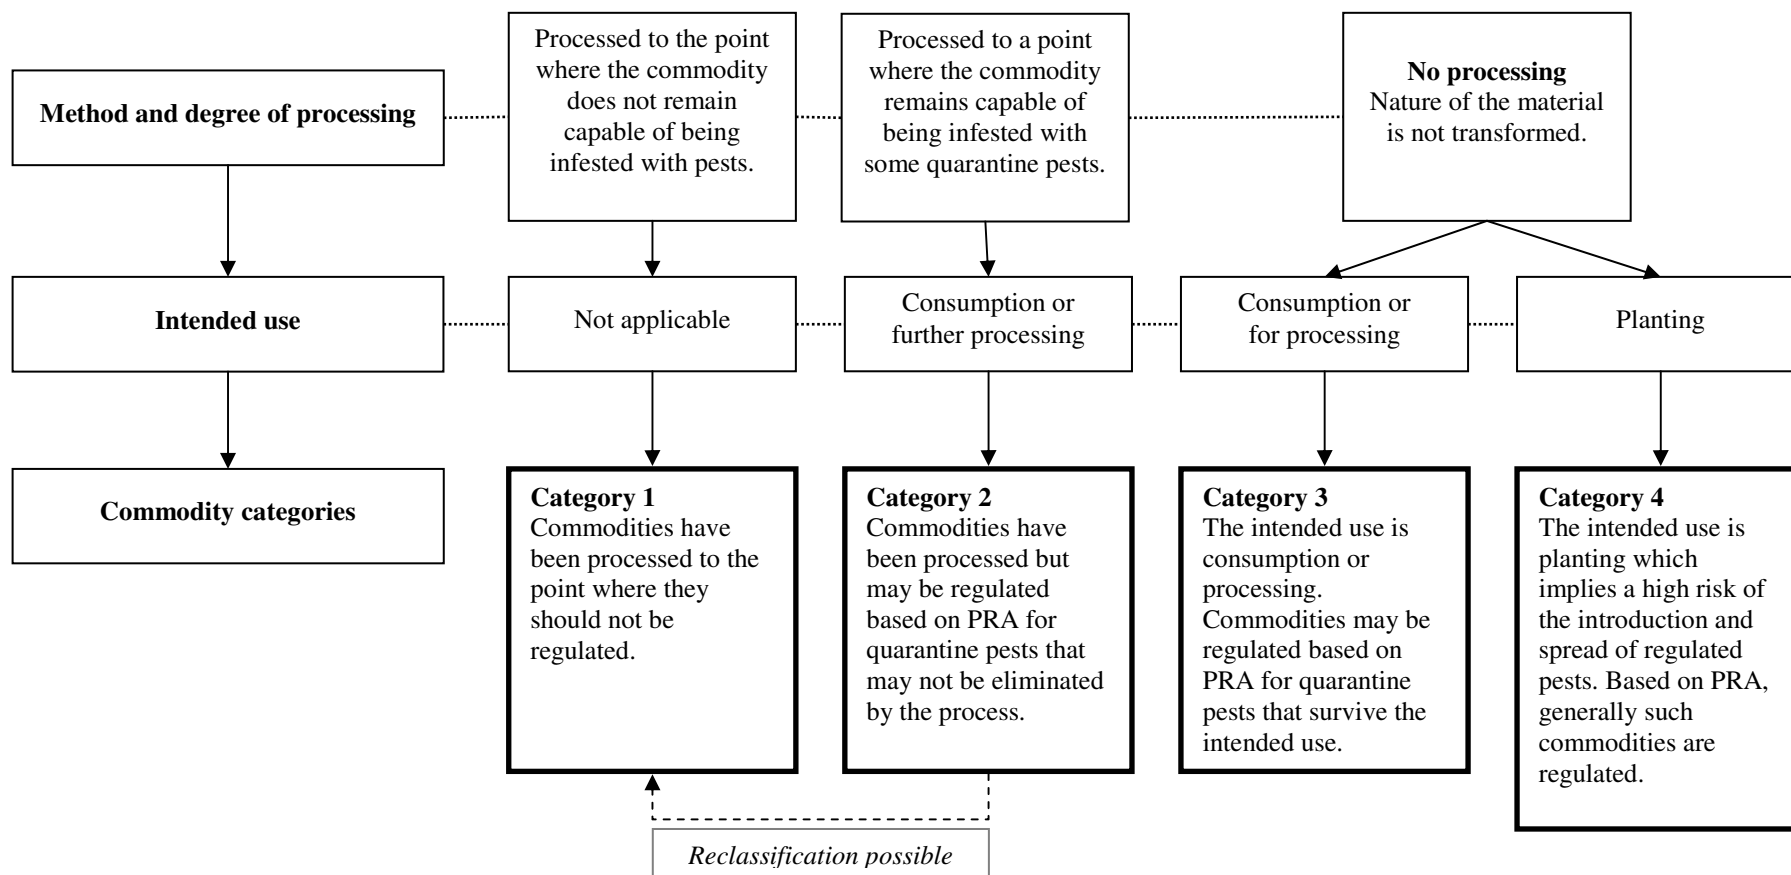 Method and degree of processing
Processed to the point
where the commodity
does not remain
capable of being
infested with pests.
Processed to a point
where the commodity
remains capable of
being infested with
some quarantine pests.
No processing
Nature of the material
is not transformed.
Intended use
Not applicable
Consumption or
further processing
Consumption or
for processing
Planting
Commodity categories
Category 1
Commodities have
been processed to the
point where they
should not be
regulated.
Category 2
Commodities have
been processed but
may be regulated
based on PRA for
quarantine pests that
may not be eliminated
by the process.
Category 3
The intended use is
consumption or
processing.
Commodities may be
regulated based on
PRA for quarantine
pests that survive the
intended use.
Category 4
The intended use is
planting which
implies a high risk of
the introduction and
spread of regulated
pests. Based on PRA,
generally such
commodities are
regulated.
Reclassification possible